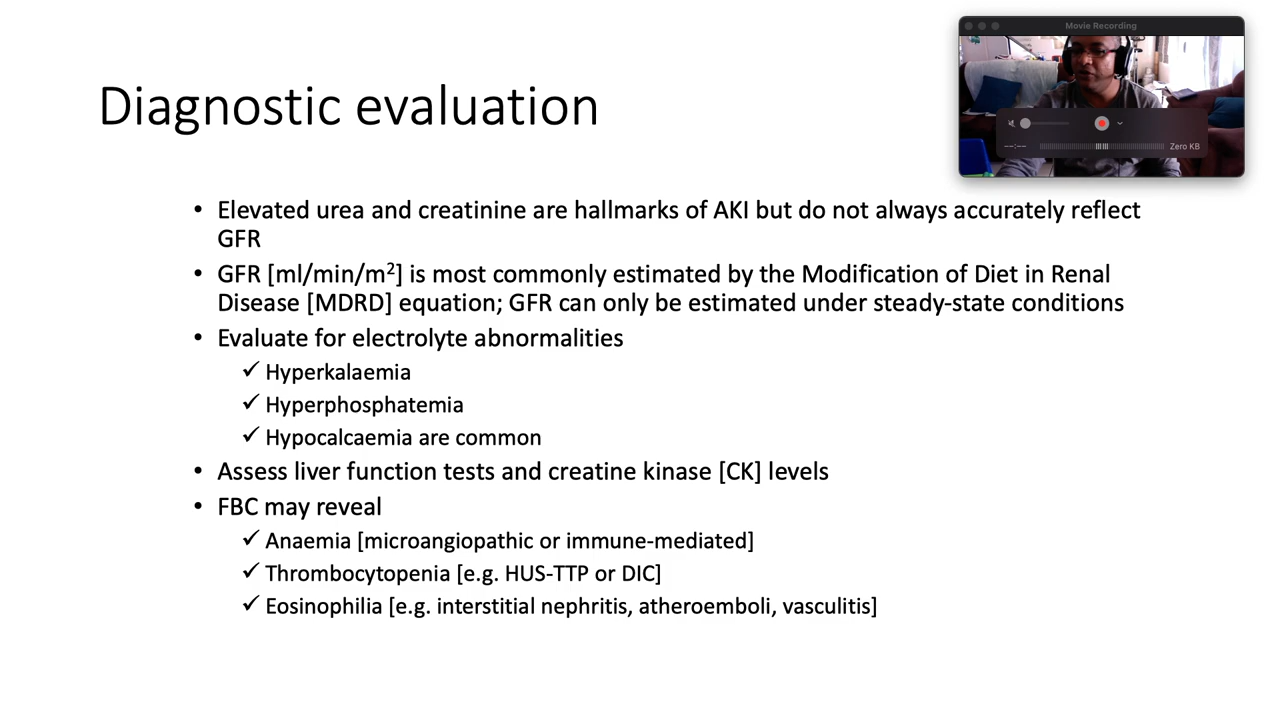 Movie Recording
--:--
Zero KB
Diagnostic evaluation
• Elevated urea and creatinine are hallmarks of AKI but do not always accurately reflect
GFR
• GFR [ml/min/m²] is most commonly estimated by the Modification of Diet in Renal
Disease [MDRD] equation; GFR can only be estimated under steady-state conditions
• Evaluate for electrolyte abnormalities
✓ Hyperkalaemia
✓ Hyperphosphatemia
✓ Hypocalcaemia are common
• Assess liver function tests and creatine kinase [CK] levels
• FBC may reveal
✓ Anaemia [microangiopathic or immune-mediated]
✓ Thrombocytopenia [e.g. HUS-TTP or DIC]
✓ Eosinophilia [e.g. interstitial nephritis, atheroemboli, vasculitis]